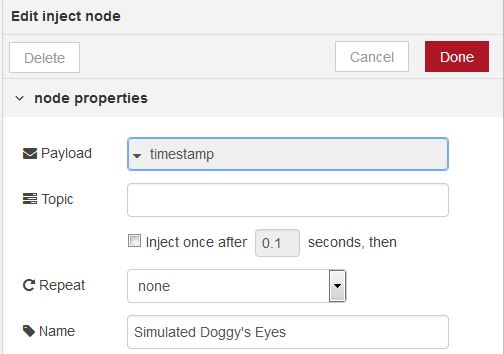 Edit inject node
Delete Cancel Done
node properties
Payload timestamp
Topic
Inject once after 0.1 seconds, then
Repeat none
Name Simulated Doggy's Eyes